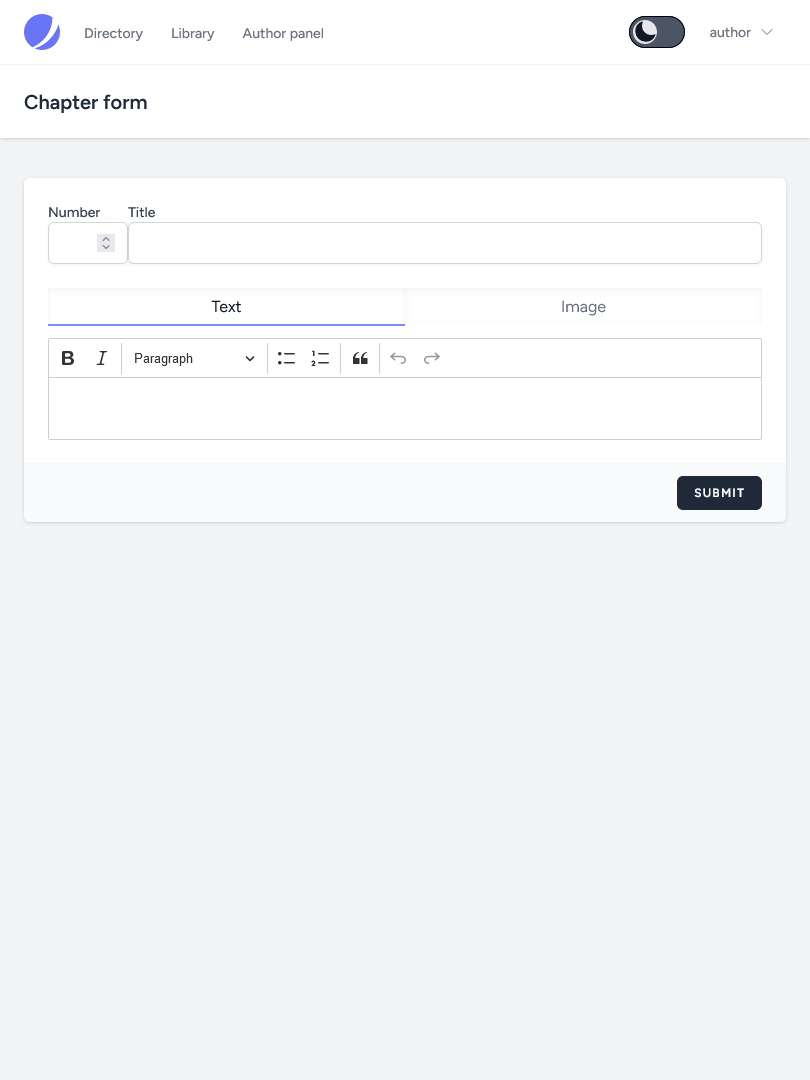 Directory Library Author panel author
Chapter form
Number Title
Text Image
B I Paragraph
SUBMIT